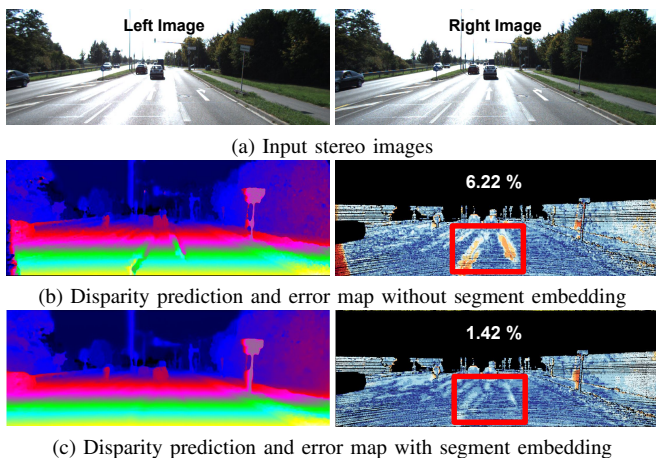 Left Image
Right Image
(a) Input stereo images
6.22 %
(b) Disparity prediction and error map without segment embedding
1.42 %
(c) Disparity prediction and error map with segment embedding